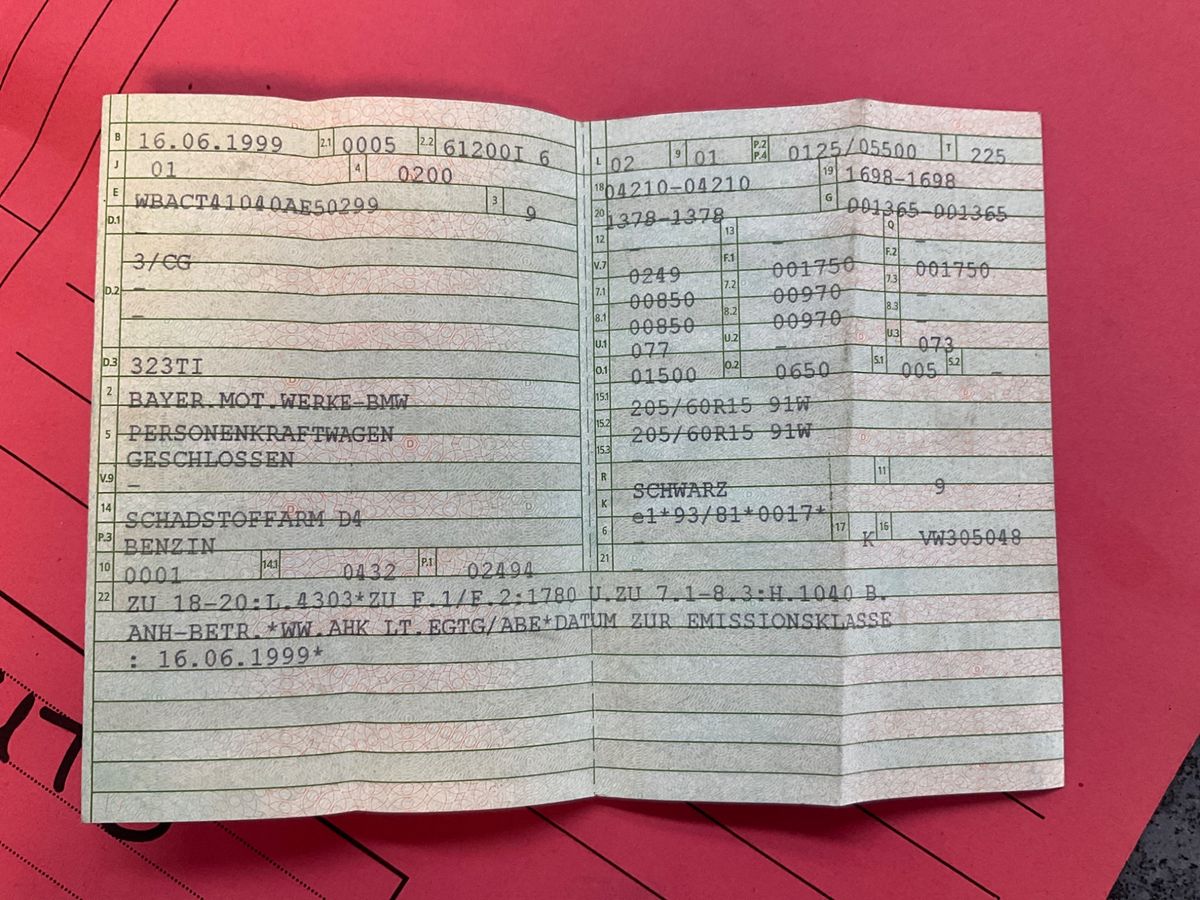 B 16.06.1999 2.1 0005 2.2 61200I 6
J 01 4 0200
E WBACT41040AE50299 3 9
D.1 –
3/CG
D.2 –
–
D.3 323TI
2 BAYER.MOT.WERKE-BMW
5 PERSONENKRAFTWAGEN
GESCHLOSSEN
V.9 –
14 SCHADSTOFFARM D4
P.3 BENZIN
10 0001 14.1 0432 P.1 02494
L 02 9 01 P.2 P.4 0125/05500 T 225
18 04210-04210 19 1698-1698
20 1378-1378 G 001365-001365
12 – 13 – Q –
V.7 0249 F.1 001750 F.2 001750
7.1 00850 7.2 00970 7.3 –
8.1 00850 8.2 00970 8.3 –
U.1 077 U.2 – U.3 073
O.1 01500 O.2 0650 S.1 005 S.2 –
15.1 205/60R15 91W
15.2 205/60R15 91W
15.3 –
R SCHWARZ 11 9
K e1*93/81*0017*
6 – 17 K 16 VW305048
21 –
22 ZU 18-20:L.4303*ZU F.1/F.2:1780 U.ZU 7.1-8.3:H.1040 B.
ANH-BETR.*WW.AHK LT.EGTG/ABE*DATUM ZUR EMISSIONSKLASSE
: 16.06.1999*